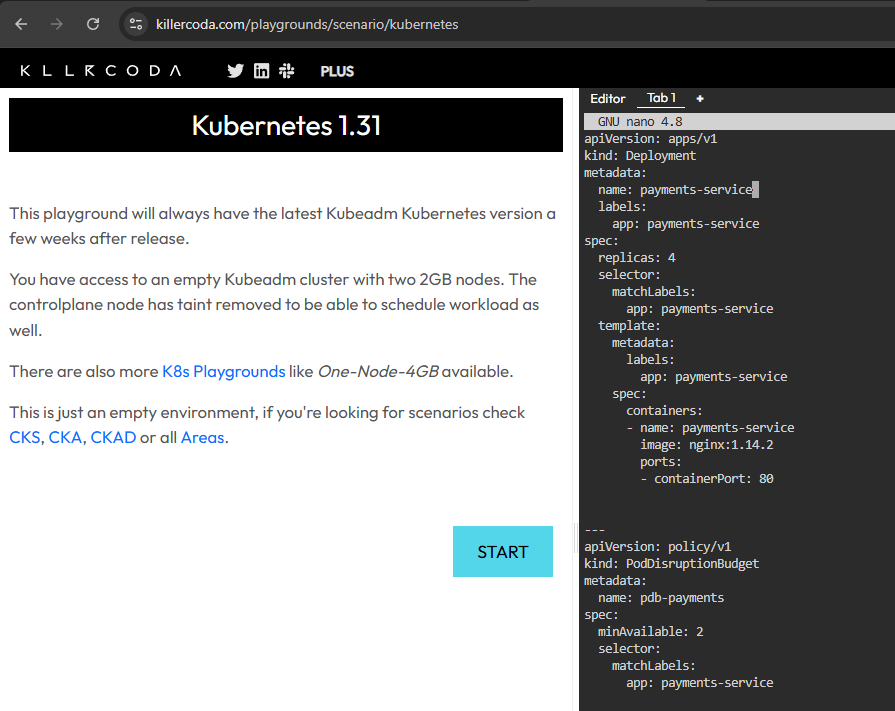 killercoda.com/playgrounds/scenario/kubernetes
KILLERCODA PLUS
Kubernetes 1.31
This playground will always have the latest Kubeadm Kubernetes version a
few weeks after release.
You have access to an empty Kubeadm cluster with two 2GB nodes. The
controlplane node has taint removed to be able to schedule workload as
well.
There are also more K8s Playgrounds like One-Node-4GB available.
This is just an empty environment, if you're looking for scenarios check
CKS, CKA, CKAD or all Areas.
START
Editor Tab 1 +
GNU nano 4.8
apiVersion: apps/v1
kind: Deployment
metadata:
  name: payments-service
  labels:
    app: payments-service
spec:
  replicas: 4
  selector:
    matchLabels:
      app: payments-service
  template:
    metadata:
      labels:
        app: payments-service
    spec:
      containers:
      - name: payments-service
        image: nginx:1.14.2
        ports:
        - containerPort: 80
---
apiVersion: policy/v1
kind: PodDisruptionBudget
metadata:
  name: pdb-payments
spec:
  minAvailable: 2
  selector:
    matchLabels:
      app: payments-service